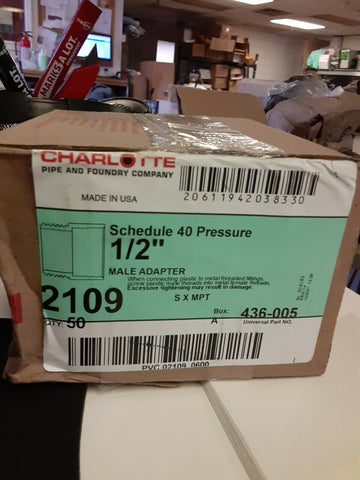 MARKS A LOT
CHARLOTTE
PIPE AND FOUNDRY COMPANY
MADE IN USA
20611942038330
Schedule 40 Pressure
1/2"
MALE ADAPTER
When connecting plastic to metal threaded fittings,
screw plastic male threads into metal female threads.
Excessive tightening may result in damage.
2109
S X MPT
QTY: 50
Box:
A
436-005
Universal Part NO.
PVC 02109 0600